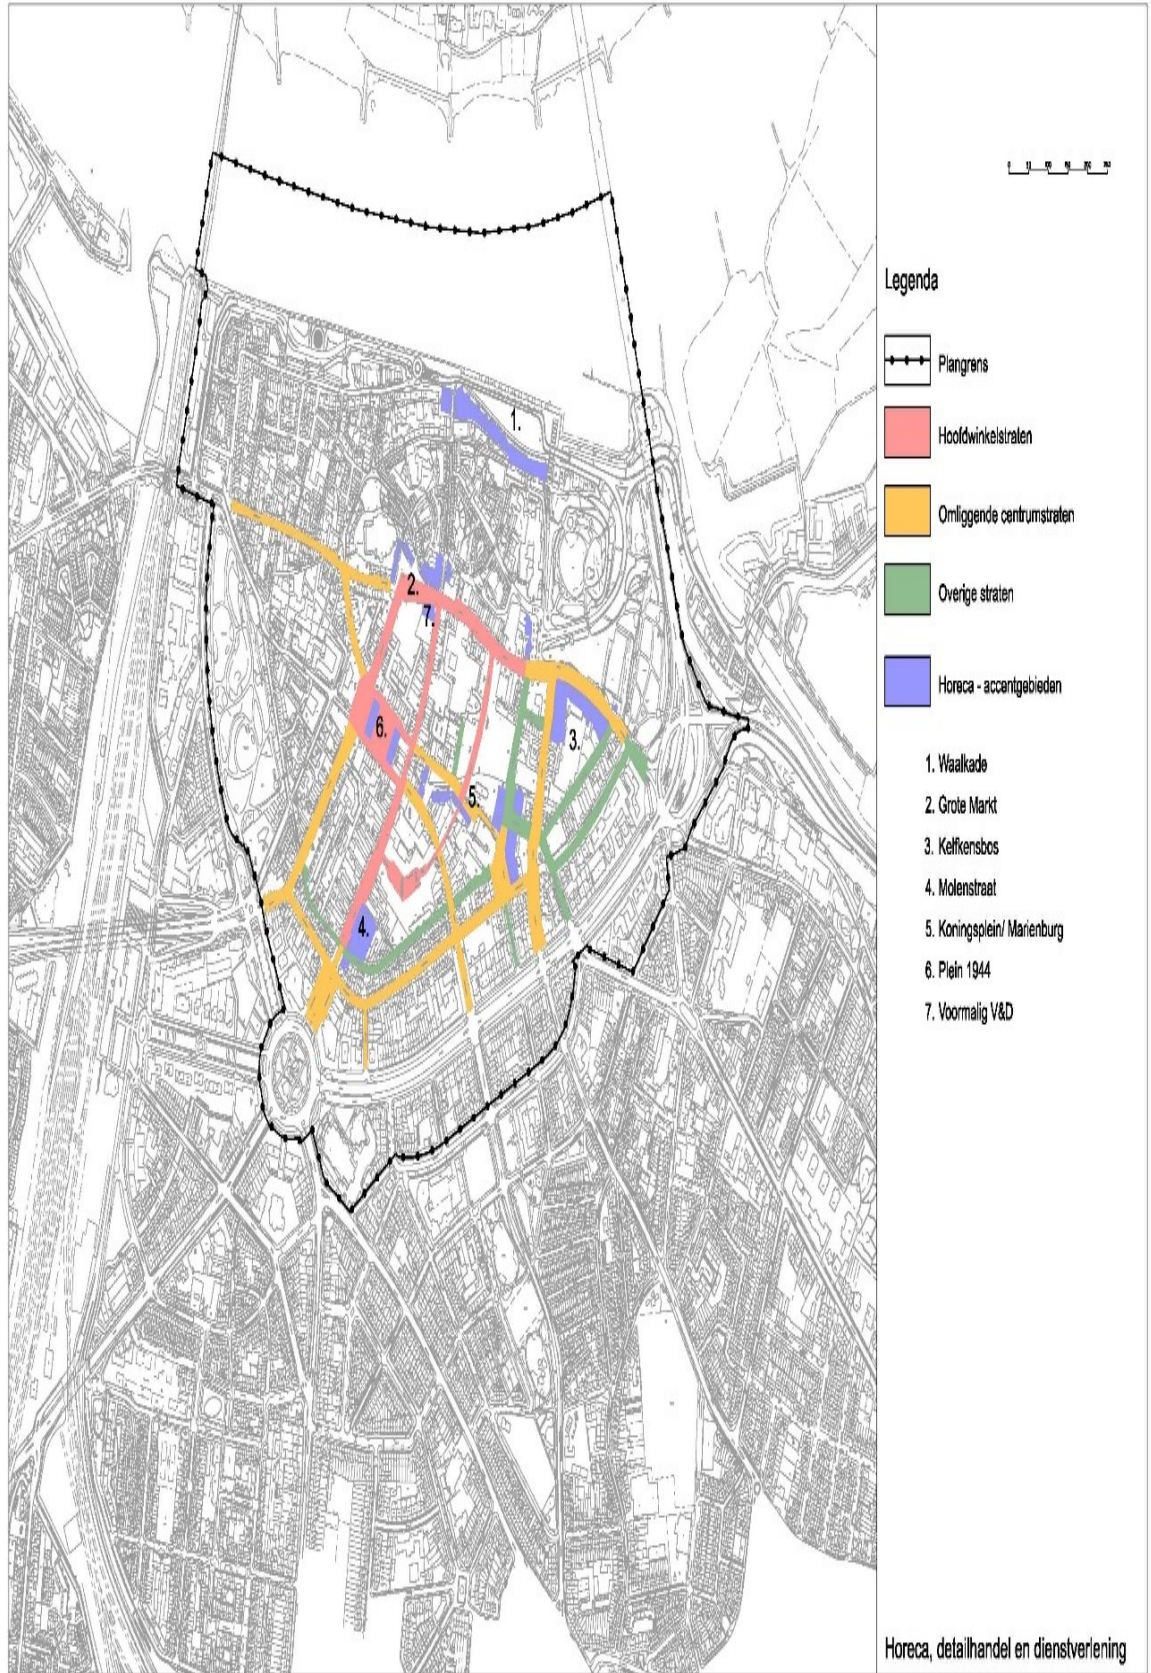 1.
2.
7.
6.
3.
5.
4.
Legenda
Plangrens
Hoofdwinkelstraten
Omliggende centrumstraten
Overige straten
Horeca - accentgebieden
1. Waalkade
2. Grote Markt
3. Kelfkensbos
4. Molenstraat
5. Koningsplein/ Marienburg
6. Plein 1944
7. Voormalig V&D
Horeca, detailhandel en dienstverlening